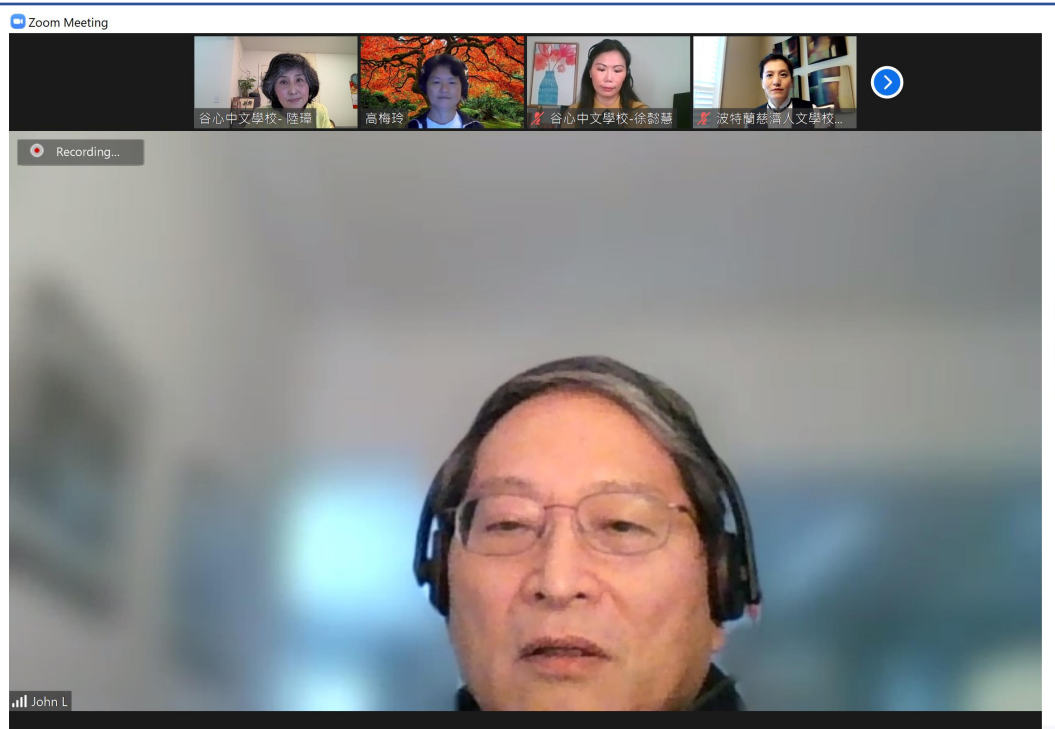 Zoom Meeting
谷心中文學校- 陸璋
高梅玲
谷心中文學校-徐懿慧
波特蘭慈濟人文學校...
Recording...
John L